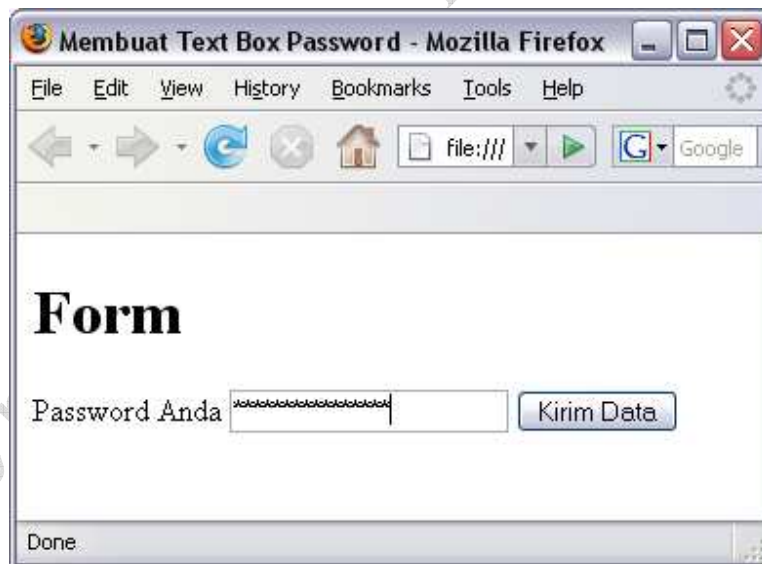 Membuat Text Box Password - Mozilla Firefox
File Edit View History Bookmarks Tools Help
file:/// G Google
Form
Password Anda ****************** Kirim Data
Done